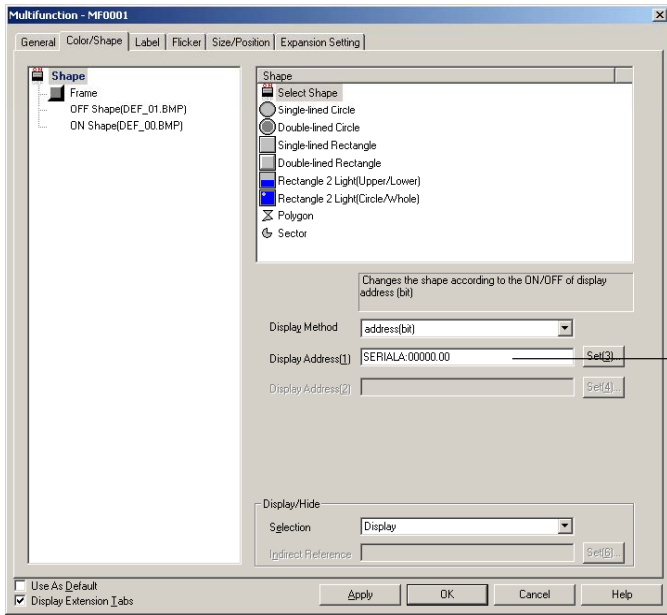 Multifunction - MF0001
General Color/Shape Label Flicker Size/Position Expansion Setting
Shape
Frame
OFF Shape(DEF_01.BMP)
ON Shape(DEF_00.BMP)
Shape
Select Shape
Single-lined Circle
Double-lined Circle
Single-lined Rectangle
Double-lined Rectangle
Rectangle 2 Light(Upper/Lower)
Rectangle 2 Light(Circle/Whole)
Polygon
Sector
Changes the shape according to the ON/OFF of display
address (bit)
Display Method address(bit)
Display Address(1) SERIALA:00000.00 Set(3)...
Display Address(2) Set(4)...
Display/Hide
Selection Display
Indirect Reference Set(6)...
Use As Default
Display Extension Tabs
Apply OK Cancel Help